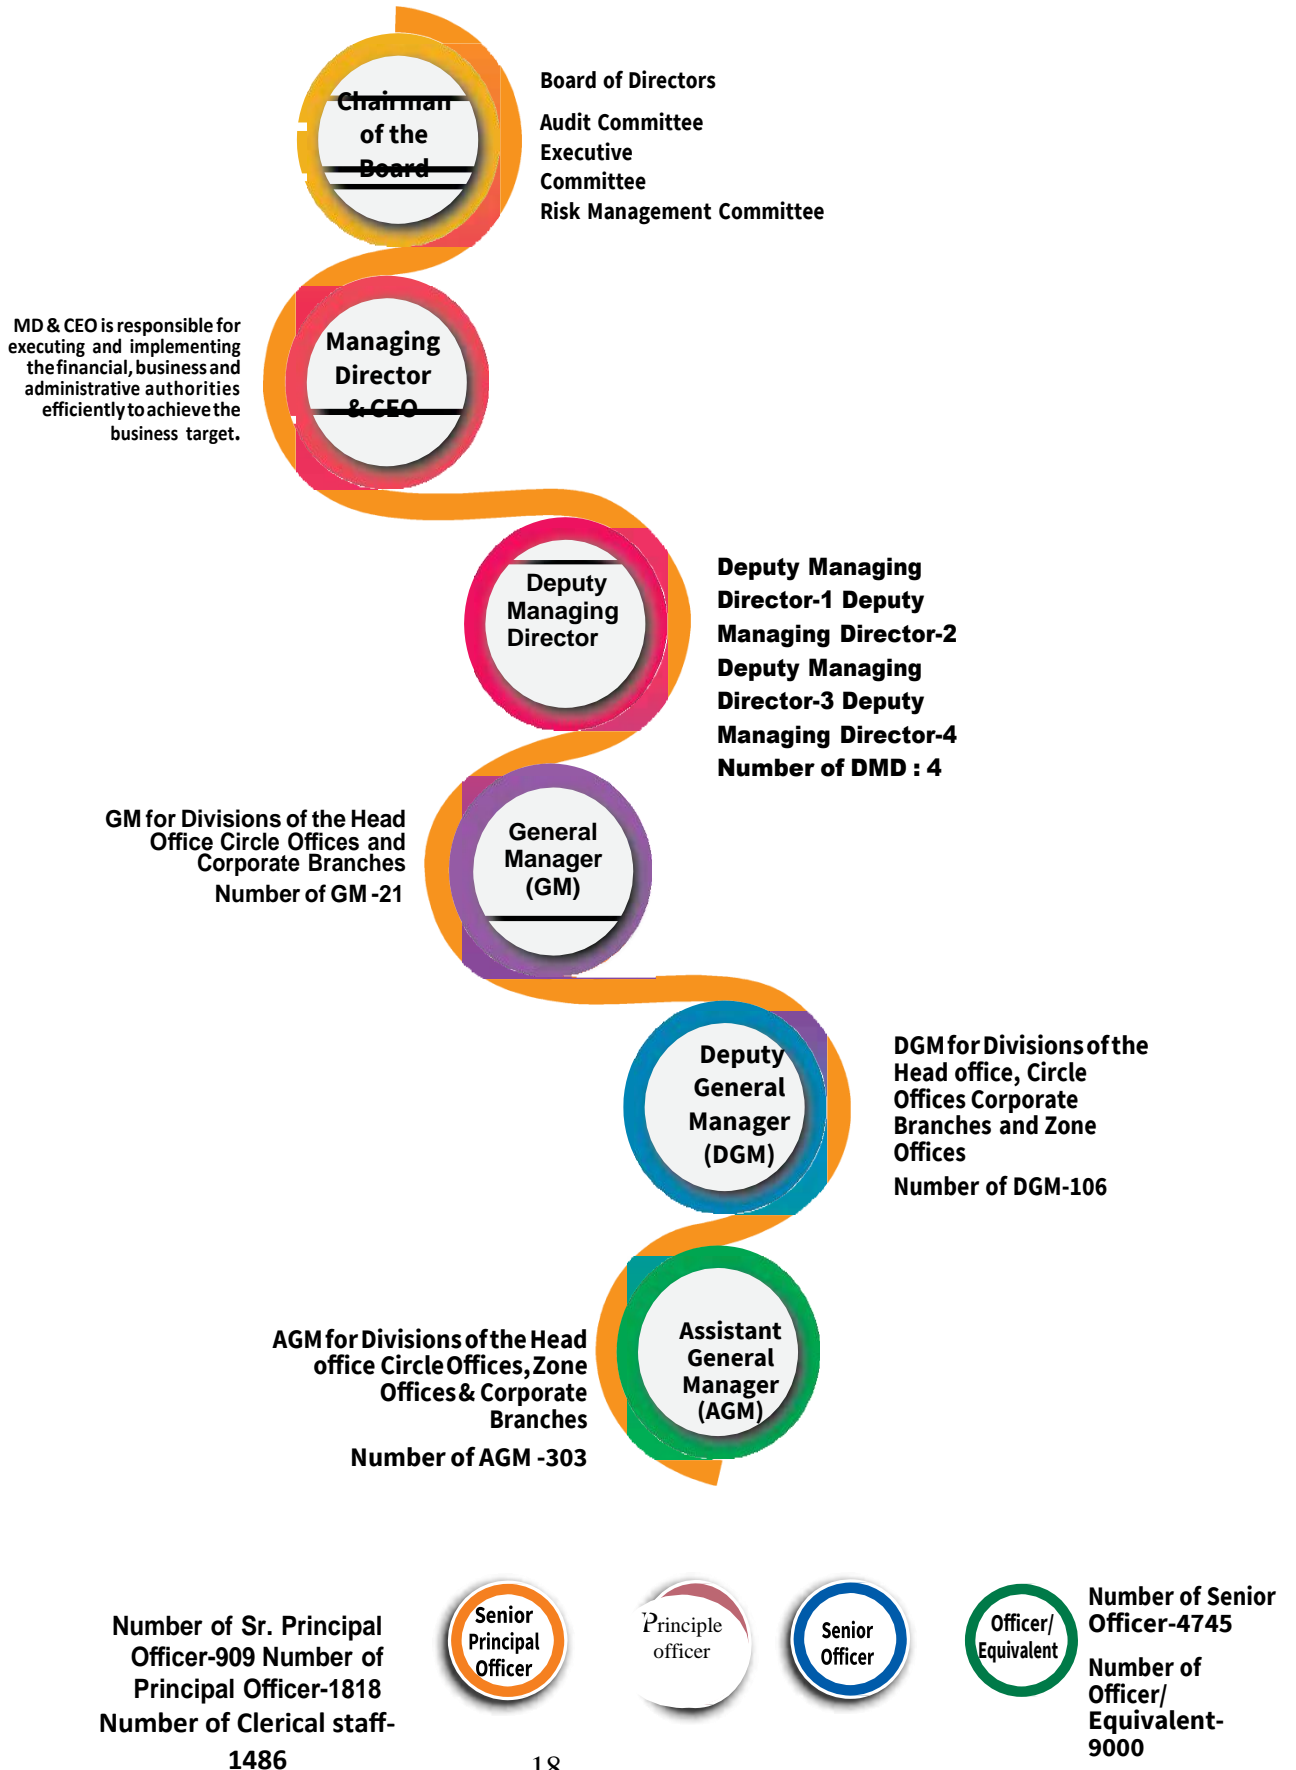 Chairman
of the
Board
Board of Directors
Audit Committee
Executive
Committee
Risk Management Committee
MD & CEO is responsible for
executing and implementing
the financial, business and
administrative authorities
efficiently to achieve the
business target.
Managing
Director
& CEO
Deputy
Managing
Director
Deputy Managing
Director-1 Deputy
Managing Director-2
Deputy Managing
Director-3 Deputy
Managing Director-4
Number of DMD : 4
GM for Divisions of the Head
Office Circle Offices and
Corporate Branches
Number of GM -21
General
Manager
(GM)
Deputy
General
Manager
(DGM)
DGM for Divisions of the
Head office, Circle
Offices Corporate
Branches and Zone
Offices
Number of DGM-106
AGM for Divisions of the Head
office Circle Offices, Zone
Offices & Corporate
Branches
Number of AGM -303
Assistant
General
Manager
(AGM)
Number of Sr. Principal
Officer-909 Number of
Principal Officer-1818
Number of Clerical staff-
1486
Senior
Principal
Officer
Principle
officer
Senior
Officer
Officer/
Equivalent
Number of Senior
Officer-4745
Number of
Officer/
Equivalent-
9000
18